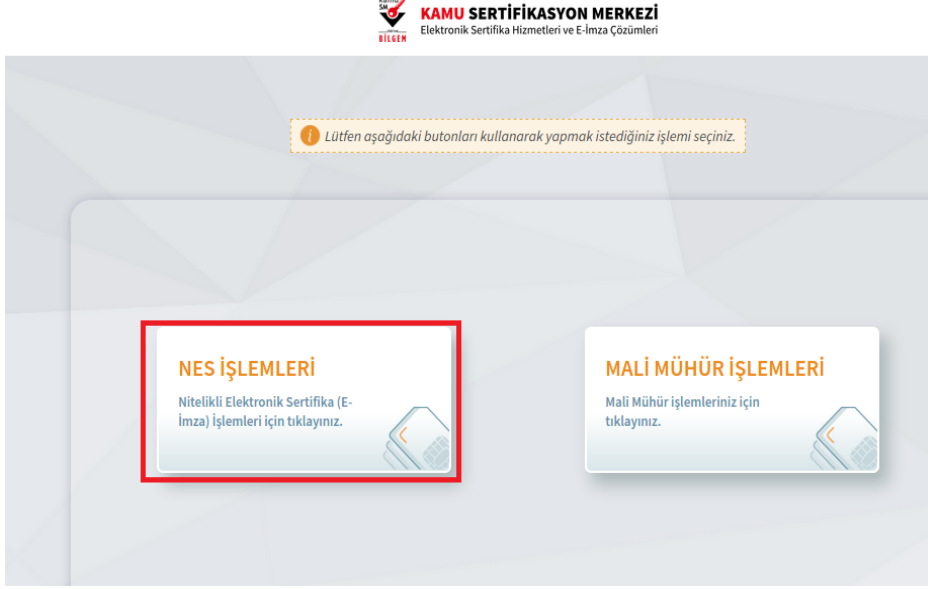 SM
BİLGEM
KAMU SERTİFİKASYON MERKEZİ
Elektronik Sertifika Hizmetleri ve E-İmza Çözümleri
i Lütfen aşağıdaki butonları kullanarak yapmak istediğiniz işlemi seçiniz.
NES İŞLEMLERİ
Nitelikli Elektronik Sertifika (E-
İmza) İşlemleri için tıklayınız.
MALİ MÜHÜR İŞLEMLERİ
Mali Mühür işlemleriniz için
tıklayınız.